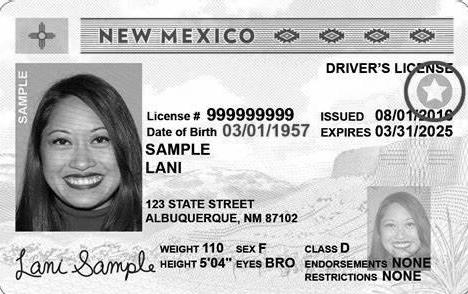 NEW MEXICO
DRIVER'S LICENSE
SAMPLE
License # 999999999
ISSUED 08/01/2016
Date of Birth 03/01/1957
EXPIRES 03/31/2025
SAMPLE
LANI
123 STATE STREET
ALBUQUERQUE, NM 87102
WEIGHT 110 SEX F
CLASS D
HEIGHT 5'04" EYES BRO
ENDORSEMENTS NONE
RESTRICTIONS NONE
Lani Sample